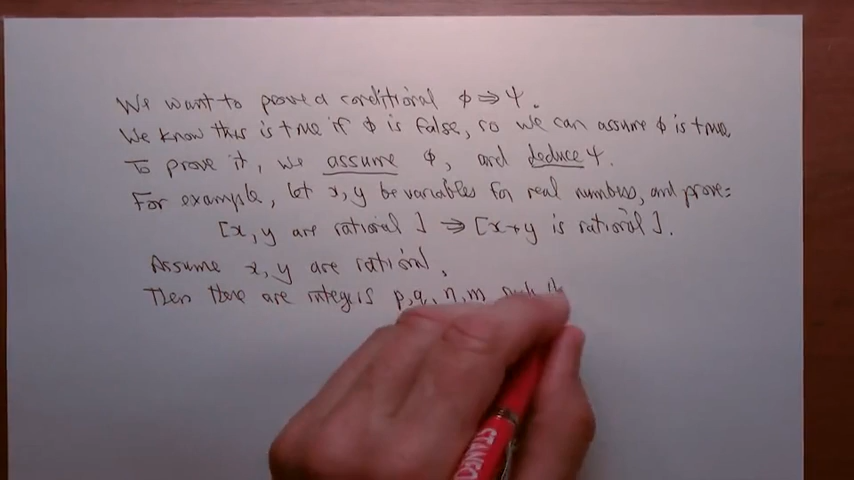 We want to prove a conditional ϕ ⇒ Ψ.
We know this is true if ϕ is false, so we can assume ϕ is true.
To prove it, we assume ϕ, and deduce Ψ.
For example, let x, y be variables for real numbers, and prove:
[x, y are rational] ⇒ [x+y is rational].
Assume x, y are rational.
Then there are integers p, q, n, m such
STANFO